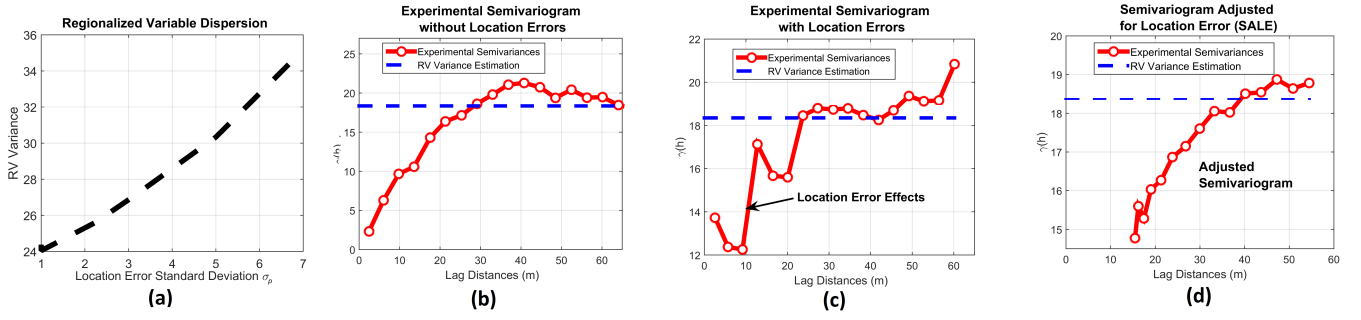 Regionalized Variable Dispersion
36
34
32
30
28
26
24
RV Variance
1 2 3 4 5 6 7
Location Error Standard Deviation σp
(a)
Experimental Semivariogram
without Location Errors
Experimental Semivariances
RV Variance Estimation
25
20
15
10
5
0
γ(h)
0 10 20 30 40 50 60
Lag Distances (m)
(b)
Experimental Semivariogram
with Location Errors
Experimental Semivariances
RV Variance Estimation
22
20
18
16
14
12
γ(h)
Location Error Effects
0 10 20 30 40 50 60
Lag Distances (m)
(c)
Semivariogram Adjusted
for Location Error (SALE)
Experimental Semivariances
RV Variance Estimation
19
18
17
16
15
γ(h)
Adjusted
Semivariogram
0 10 20 30 40 50 60
Lag Distances (m)
(d)